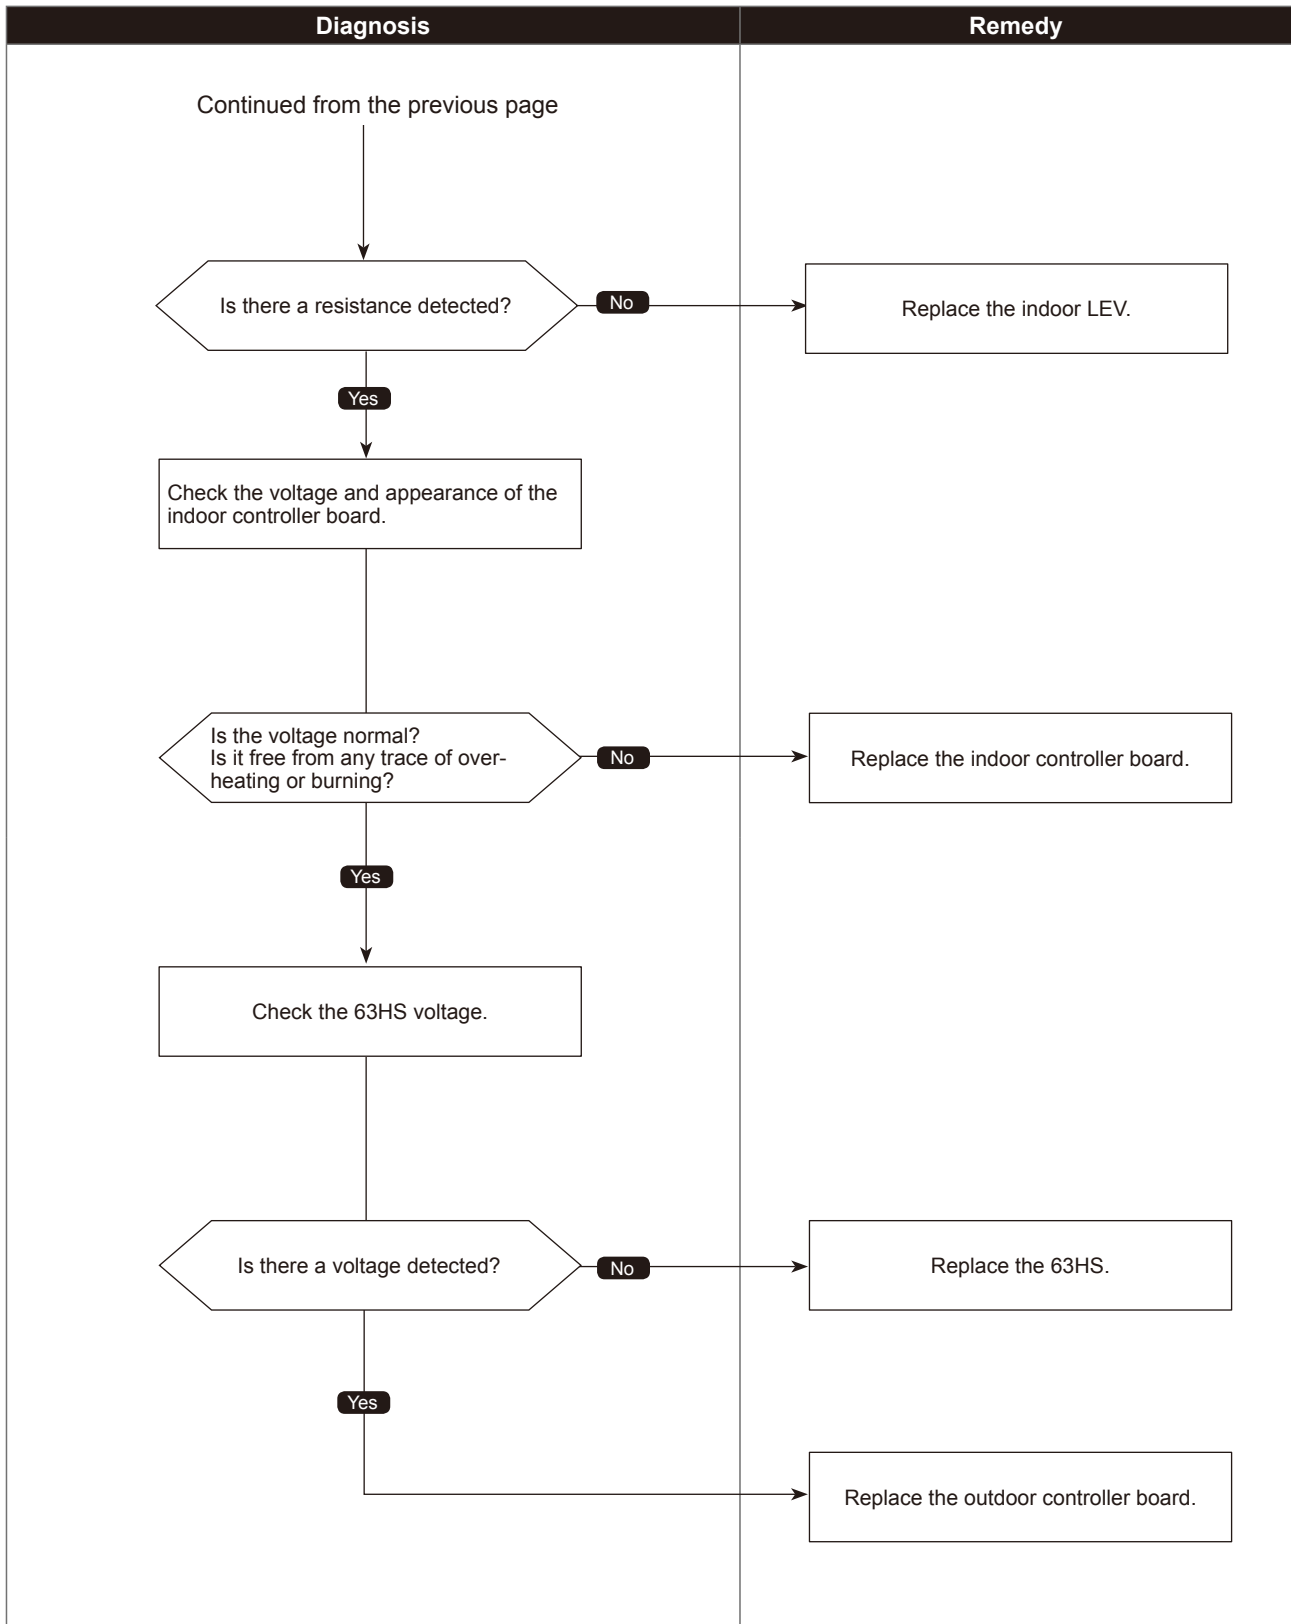 Diagnosis
Remedy
Continued from the previous page
Is there a resistance detected?
No
Replace the indoor LEV.
Yes
Check the voltage and appearance of the
indoor controller board.
Is the voltage normal?
Is it free from any trace of over-
heating or burning?
No
Replace the indoor controller board.
Yes
Check the 63HS voltage.
Is there a voltage detected?
No
Replace the 63HS.
Yes
Replace the outdoor controller board.